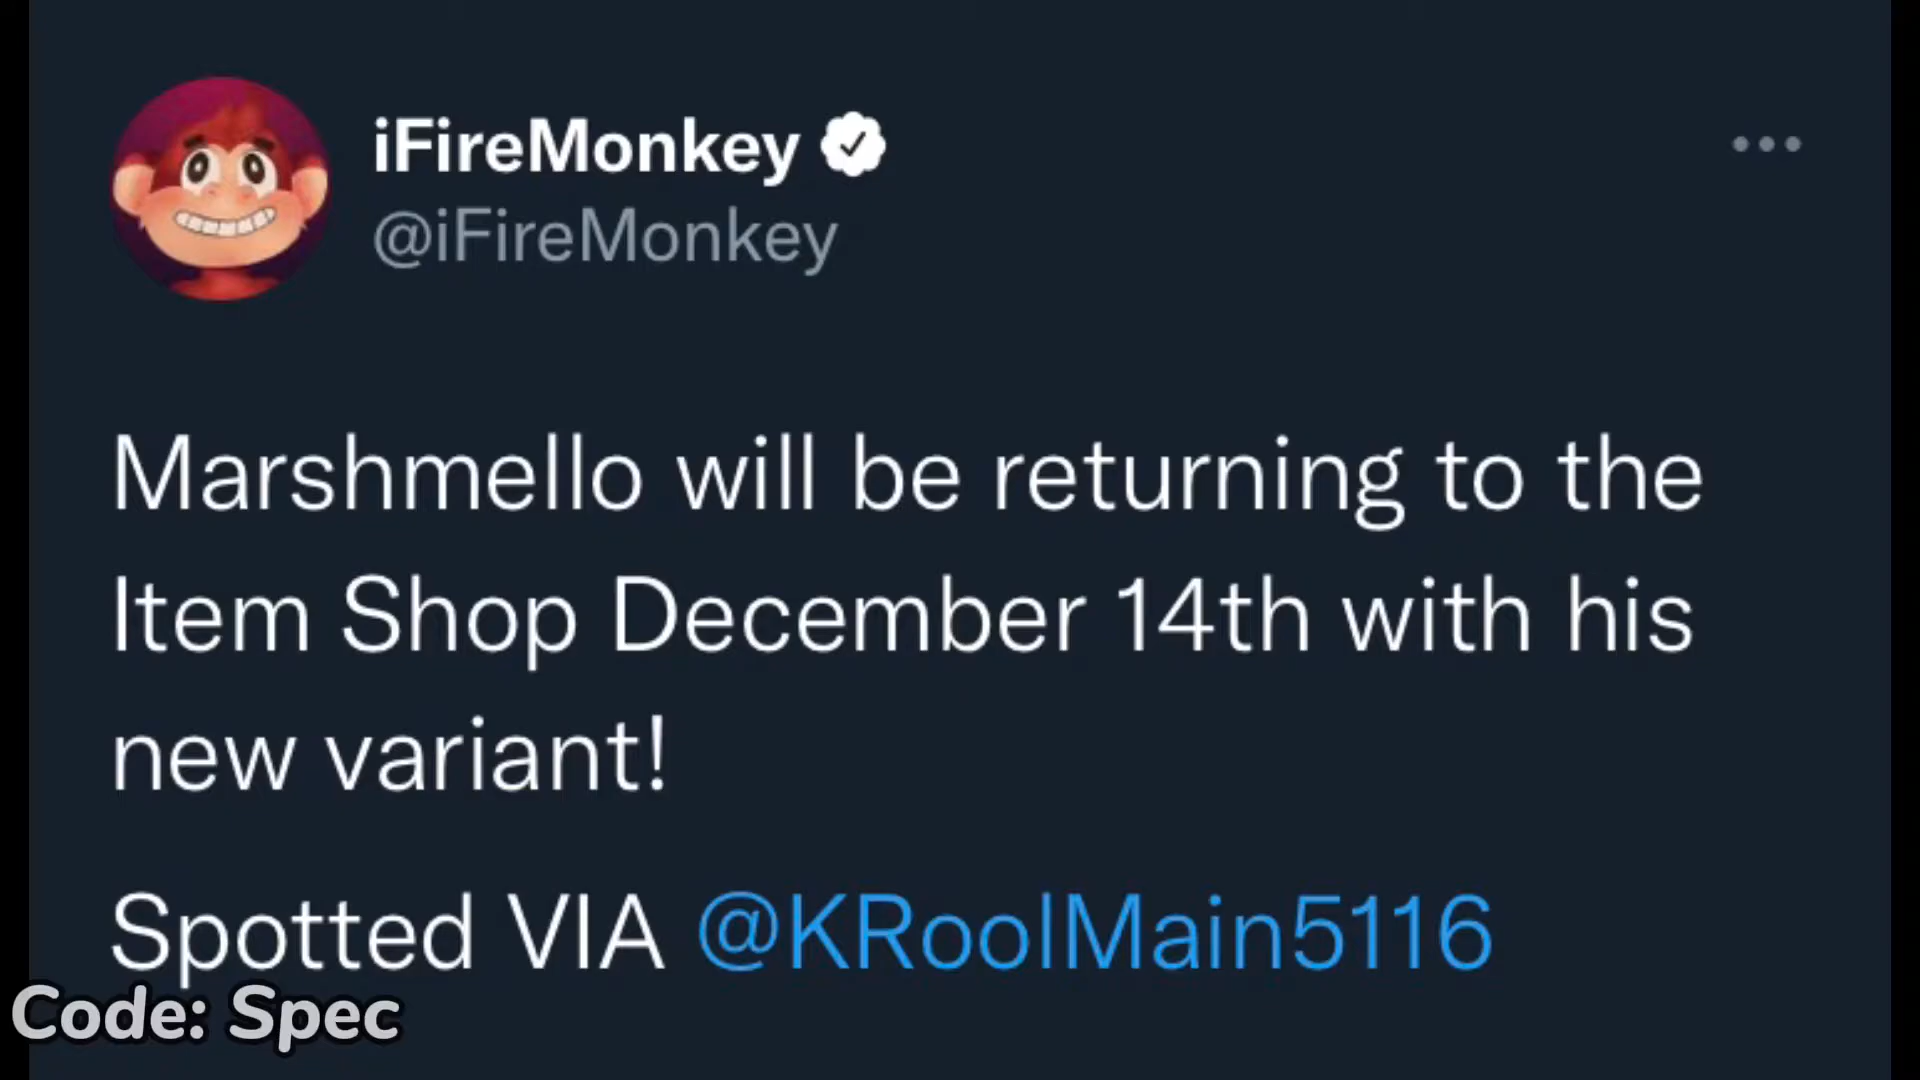 iFireMonkey
@iFireMonkey
Marshmello will be returning to the
Item Shop December 14th with his
new variant!
Spotted VIA @KRoolMain5116
Code: Spec